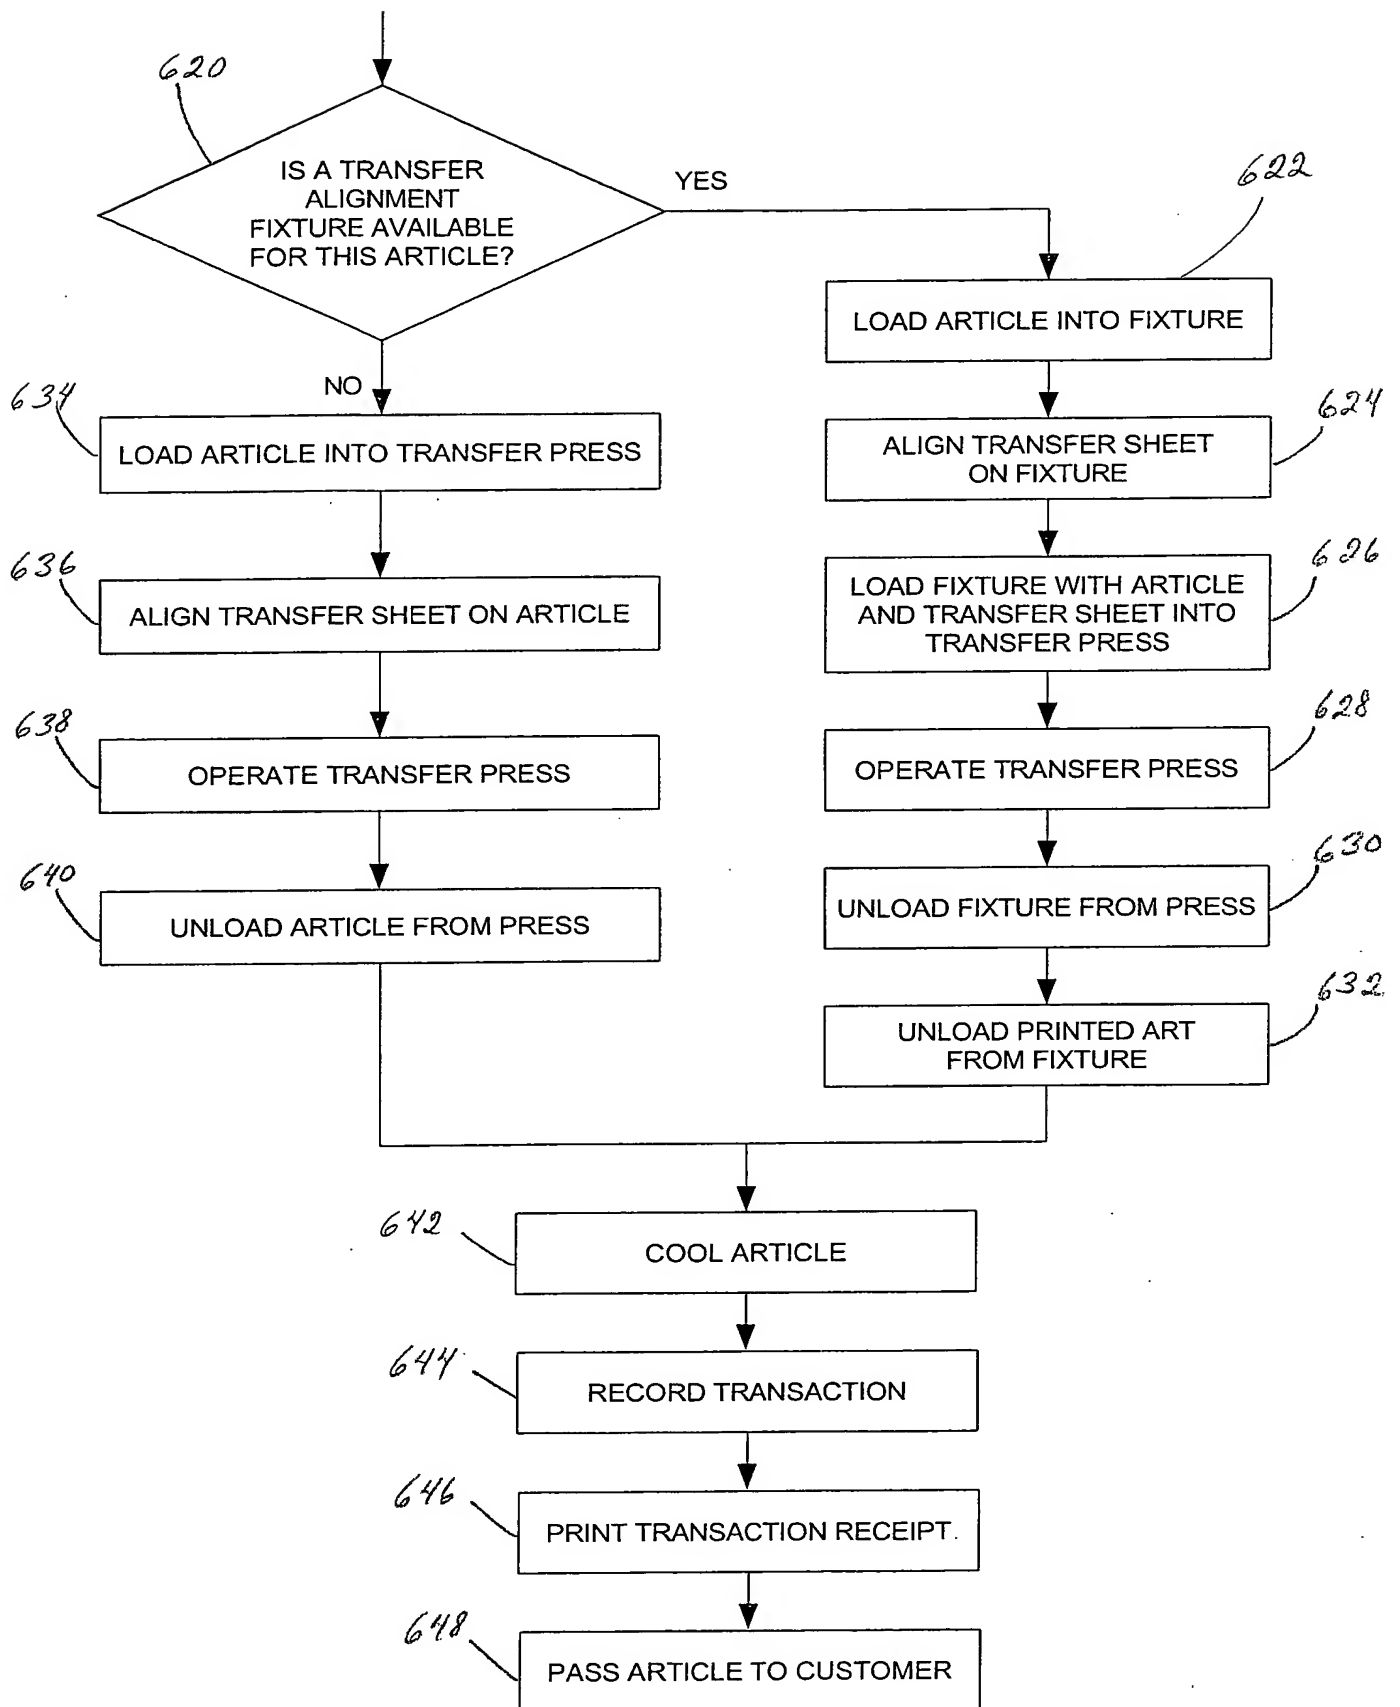 620
IS A TRANSFER
ALIGNMENT
FIXTURE AVAILABLE
FOR THIS ARTICLE?
YES
622
LOAD ARTICLE INTO FIXTURE
NO
634
LOAD ARTICLE INTO TRANSFER PRESS
624
ALIGN TRANSFER SHEET
ON FIXTURE
636
ALIGN TRANSFER SHEET ON ARTICLE
626
LOAD FIXTURE WITH ARTICLE
AND TRANSFER SHEET INTO
TRANSFER PRESS
638
OPERATE TRANSFER PRESS
628
OPERATE TRANSFER PRESS
640
UNLOAD ARTICLE FROM PRESS
630
UNLOAD FIXTURE FROM PRESS
632
UNLOAD PRINTED ART
FROM FIXTURE
642
COOL ARTICLE
644
RECORD TRANSACTION
646
PRINT TRANSACTION RECEIPT.
648
PASS ARTICLE TO CUSTOMER